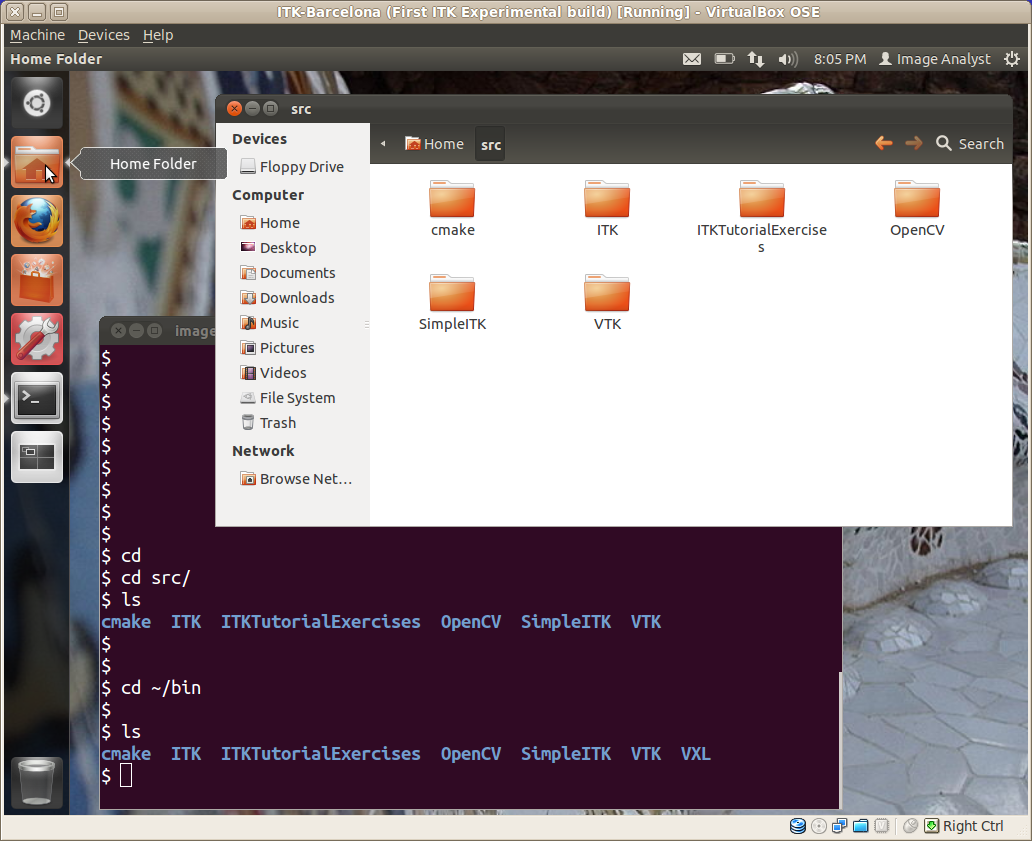 ITK-Barcelona (First ITK Experimental build) [Running] - VirtualBox OSE
Machine Devices Help
Home Folder 8:05 PM Image Analyst
src
Home Folder
Devices
Floppy Drive
Computer
Home
Desktop
Documents
Downloads
Music
Pictures
Videos
File System
Trash
Network
Browse Net…
Home src Search
cmake ITK ITKTutorialExercise
s
OpenCV
SimpleITK VTK
image
$
$
$
$
$
$
$
$
$
$ cd
$ cd src/
$ ls
cmake ITK ITKTutorialExercises OpenCV SimpleITK VTK
$
$
$ cd ~/bin
$
$ ls
cmake ITK ITKTutorialExercises OpenCV SimpleITK VTK VXL
$
Right Ctrl